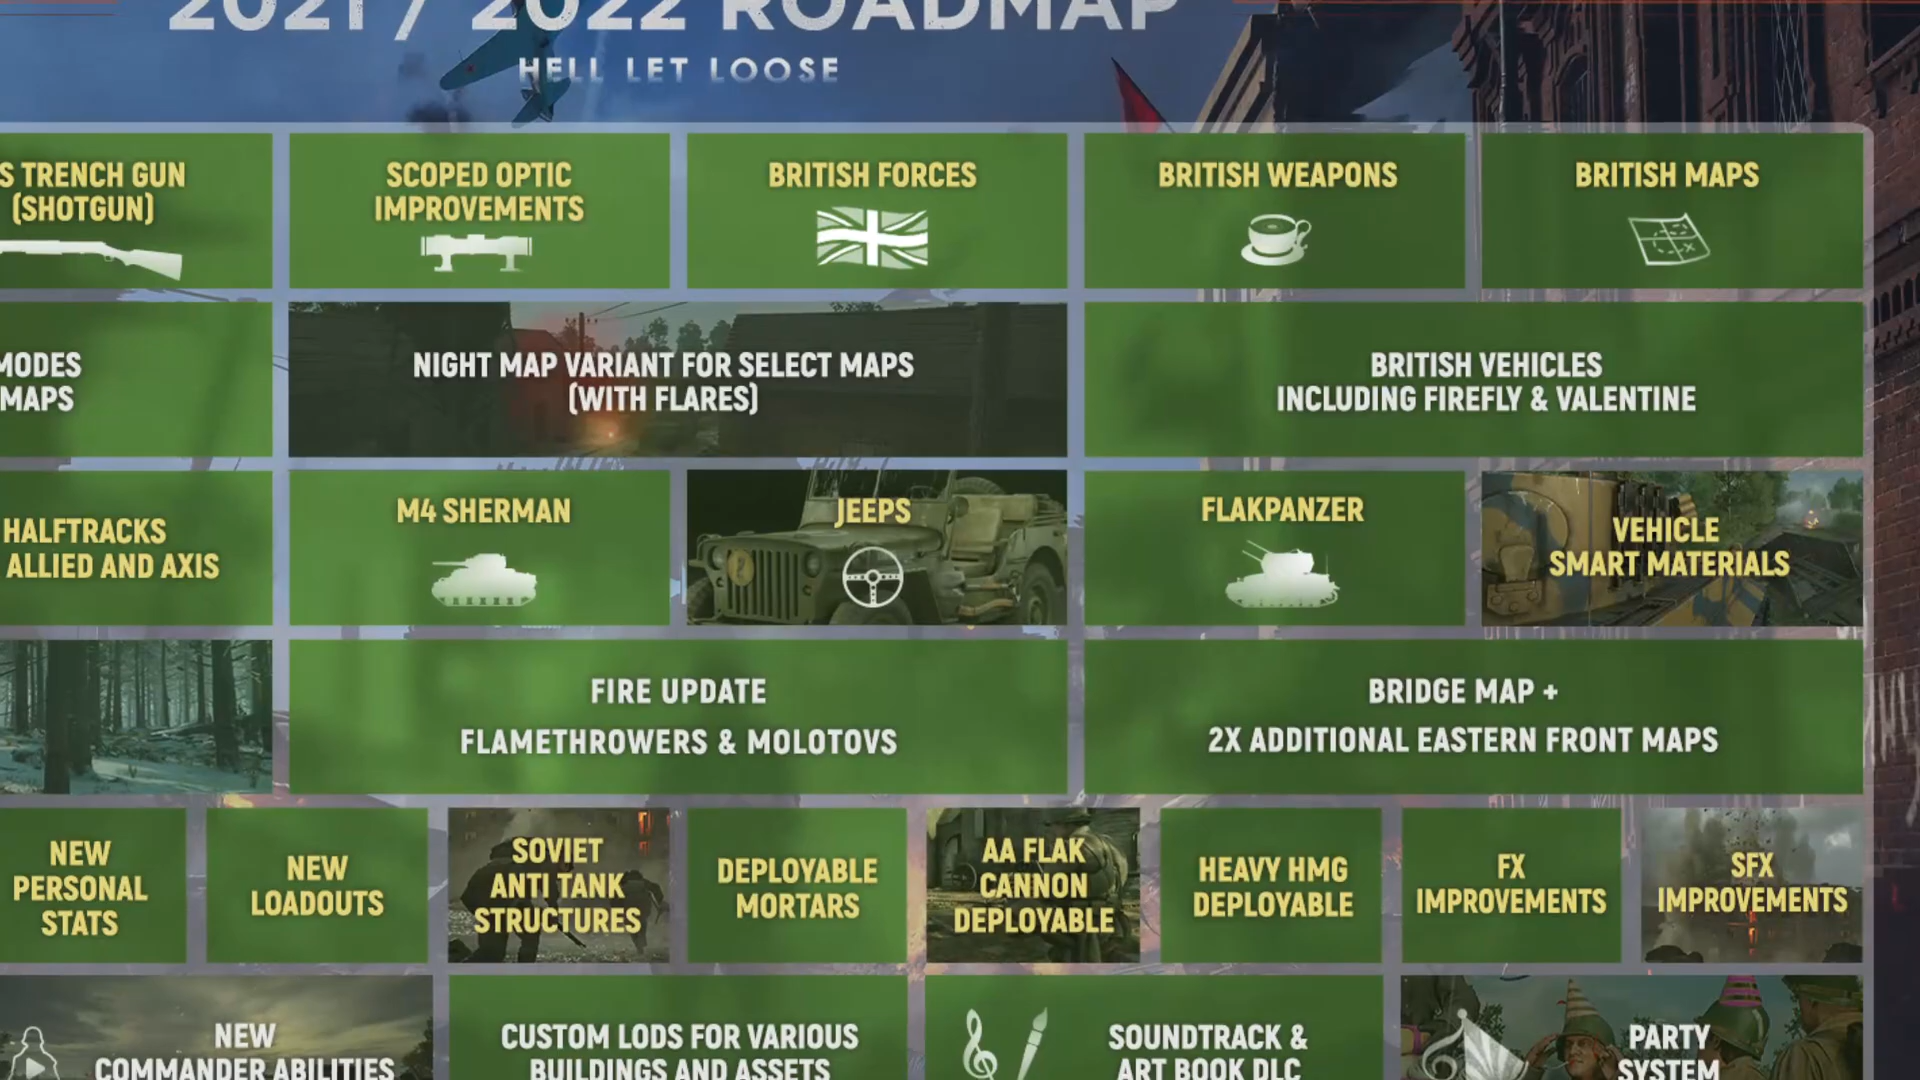 2021 / 2022 ROADMAP
HELL LET LOOSE
S TRENCH GUN
(SHOTGUN)
SCOPED OPTIC
IMPROVEMENTS
BRITISH FORCES
BRITISH WEAPONS
BRITISH MAPS
MODES
MAPS
NIGHT MAP VARIANT FOR SELECT MAPS
(WITH FLARES)
BRITISH VEHICLES
INCLUDING FIREFLY & VALENTINE
HALFTRACKS
ALLIED AND AXIS
M4 SHERMAN
JEEPS
FLAKPANZER
VEHICLE
SMART MATERIALS
FIRE UPDATE
FLAMETHROWERS & MOLOTOVS
BRIDGE MAP +
2X ADDITIONAL EASTERN FRONT MAPS
NEW
PERSONAL
STATS
NEW
LOADOUTS
SOVIET
ANTI TANK
STRUCTURES
DEPLOYABLE
MORTARS
AA FLAK
CANNON
DEPLOYABLE
HEAVY HMG
DEPLOYABLE
FX
IMPROVEMENTS
SFX
IMPROVEMENTS
NEW
COMMANDER ABILITIES
CUSTOM LODS FOR VARIOUS
BUILDINGS AND ASSETS
SOUNDTRACK &
ART BOOK DLC
PARTY
SYSTEM